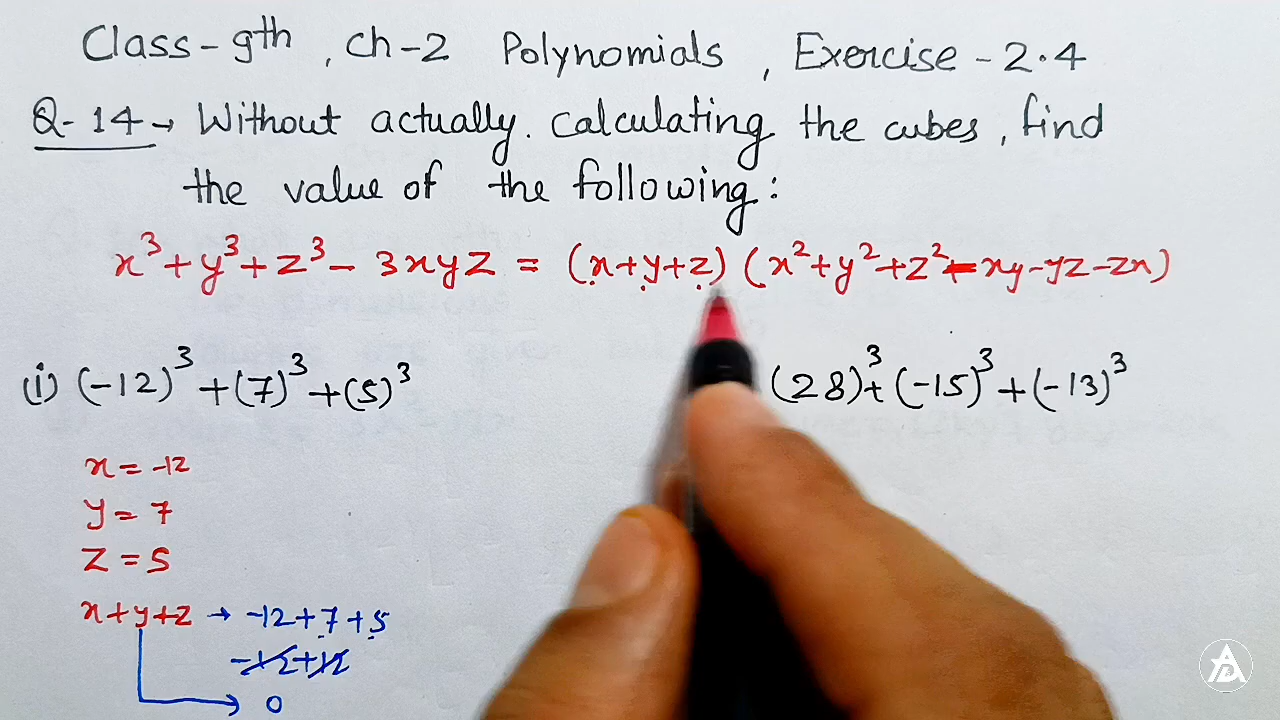 Class-9th, Ch-2 Polynomials, Exercise-2.4
Q-14→ Without actually. calculating the cubes, find
the value of the following:
x³+y³+z³-3xyz = (x+y+z)(x²+y²+z²-xy-yz-zx)
(i) (-12)³+(7)³+(5)³
(28)³+(-15)³+(-13)³
x=-12
y=7
z=5
x+y+z → -12+7+5
-12+12
0